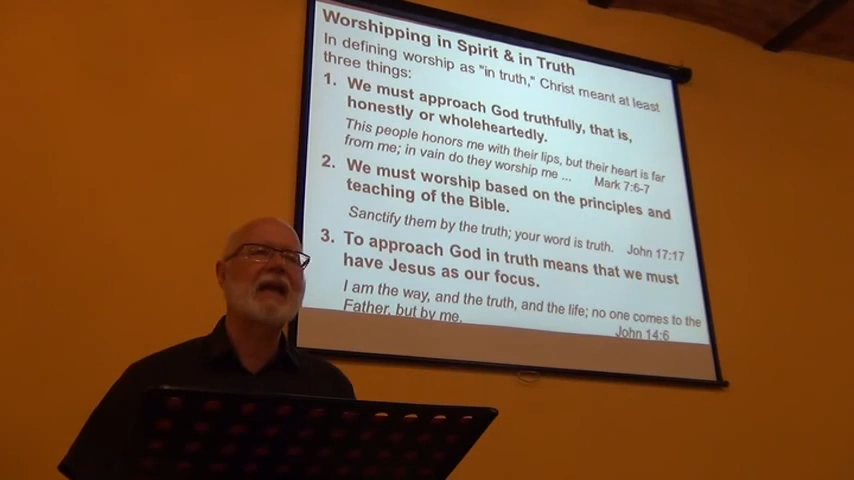 Worshipping in Spirit & in Truth
In defining worship as "in truth," Christ meant at least
three things:
1. We must approach God truthfully, that is,
honestly or wholeheartedly.
This people honors me with their lips, but their heart is far
from me; in vain do they worship me ... Mark 7:6-7
2. We must worship based on the principles and
teaching of the Bible.
Sanctify them by the truth; your word is truth. John 17:17
3. To approach God in truth means that we must
have Jesus as our focus.
I am the way, and the truth, and the life; no one comes to the
Father, but by me. John 14:6